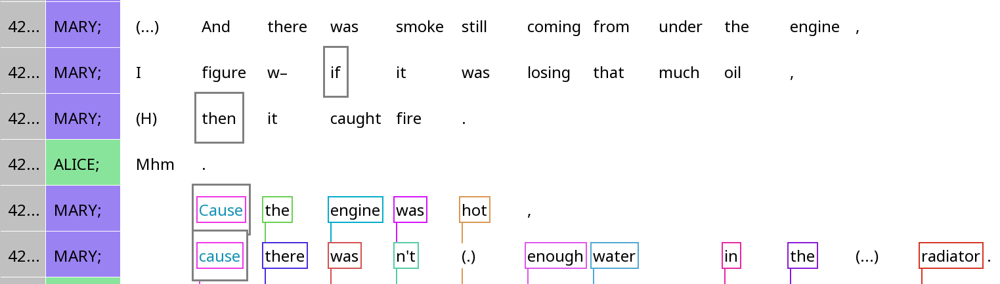 42... MARY; (...) And there was smoke still coming from under the engine ,
42... MARY; I figure w– if it was losing that much oil ,
42... MARY; (H) then it caught fire .
42... ALICE; Mhm .
42... MARY; Cause the engine was hot ,
42... MARY; cause there was n't (.) enough water in the (...) radiator .